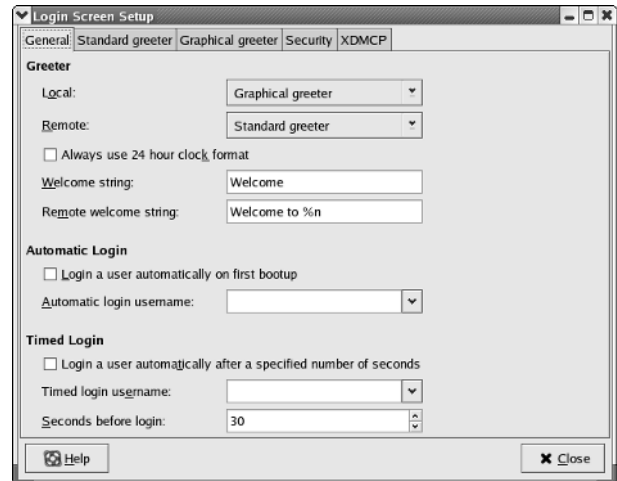 Login Screen Setup
General Standard greeter Graphical greeter Security XDMCP
Greeter
Local: Graphical greeter
Remote: Standard greeter
Always use 24 hour clock format
Welcome string: Welcome
Remote welcome string: Welcome to %n
Automatic Login
Login a user automatically on first bootup
Automatic login username:
Timed Login
Login a user automatically after a specified number of seconds
Timed login username:
Seconds before login: 30
Help Close